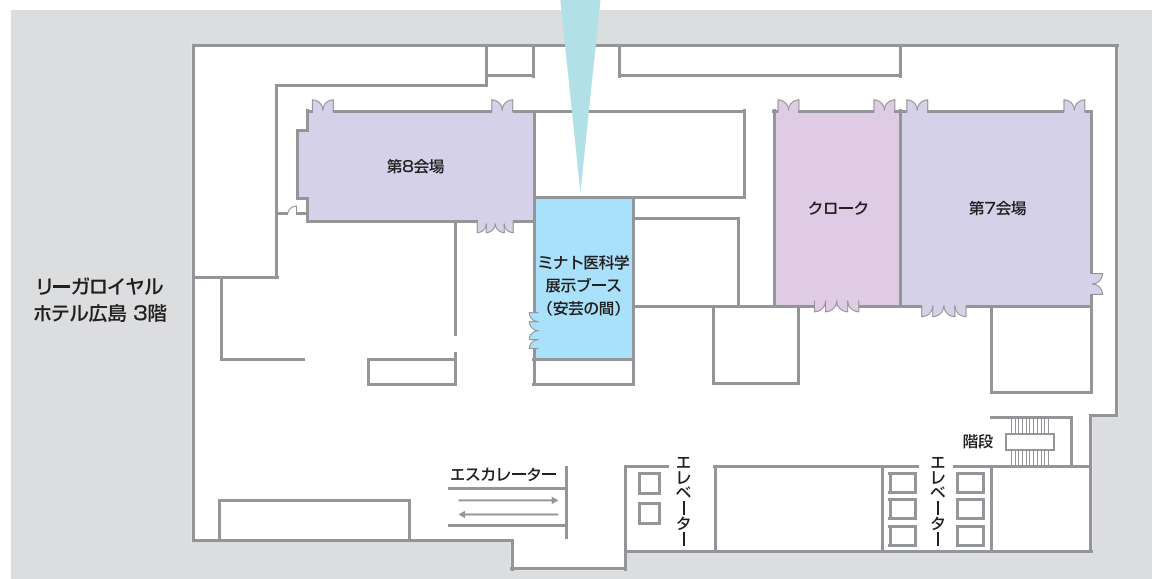 第8会場
クローク
第7会場
ミナト医科学
展示ブース
（安芸の間）
リーガロイヤル
ホテル広島 3階
階段
エスカレーター
エレベーター
エレベーター